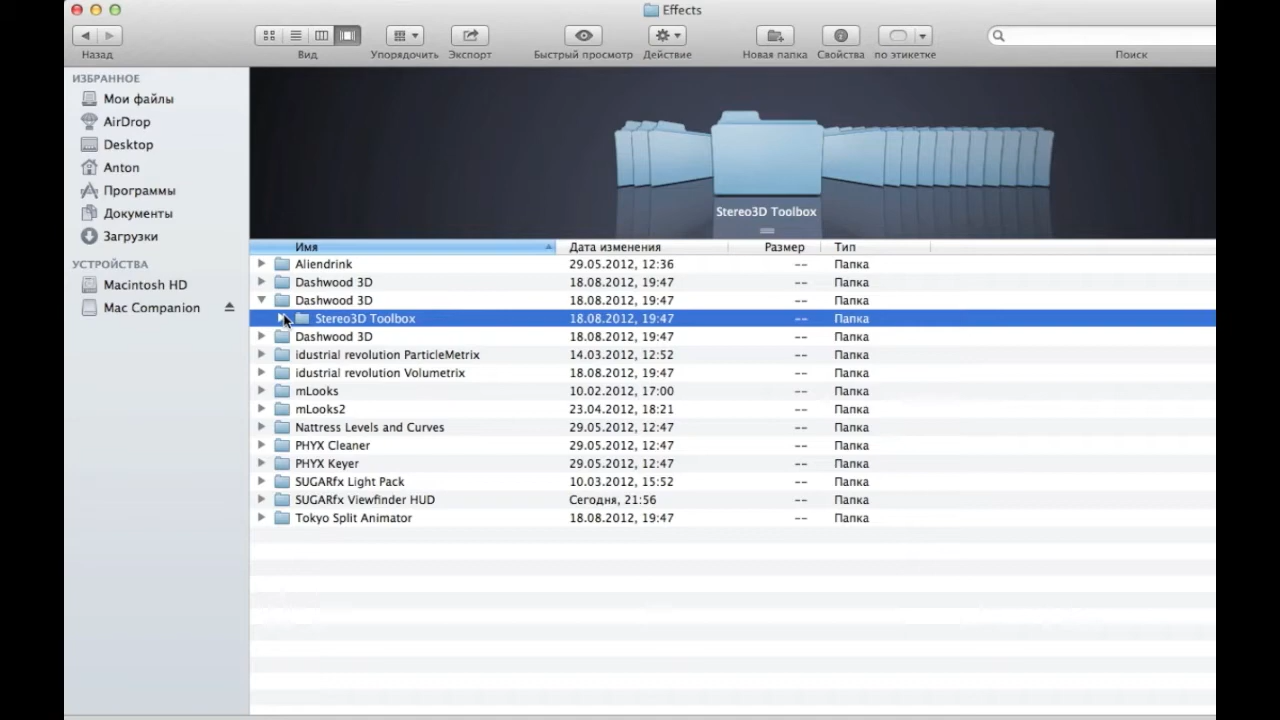 Effects
Назад
Вид
Упорядочить
Экспорт
Быстрый просмотр
Действие
Новая папка
Свойства
по этикетке
Поиск
ИЗБРАННОЕ
Мои файлы
AirDrop
Desktop
Anton
Программы
Документы
Загрузки
УСТРОЙСТВА
Macintosh HD
Mac Companion
Stereo3D Toolbox
Имя Дата изменения Размер Тип
Aliendrink 29.05.2012, 12:36 -- Папка
Dashwood 3D 18.08.2012, 19:47 -- Папка
Dashwood 3D 18.08.2012, 19:47 -- Папка
Stereo3D Toolbox 18.08.2012, 19:47 -- Папка
Dashwood 3D 18.08.2012, 19:47 -- Папка
idustrial revolution ParticleMetrix 14.03.2012, 12:52 -- Папка
idustrial revolution Volumetrix 18.08.2012, 19:47 -- Папка
mLooks 10.02.2012, 17:00 -- Папка
mLooks2 23.04.2012, 18:21 -- Папка
Nattress Levels and Curves 29.05.2012, 12:47 -- Папка
PHYX Cleaner 29.05.2012, 12:47 -- Папка
PHYX Keyer 29.05.2012, 12:47 -- Папка
SUGARfx Light Pack 10.03.2012, 15:52 -- Папка
SUGARfx Viewfinder HUD Сегодня, 21:56 -- Папка
Tokyo Split Animator 18.08.2012, 19:47 -- Папка